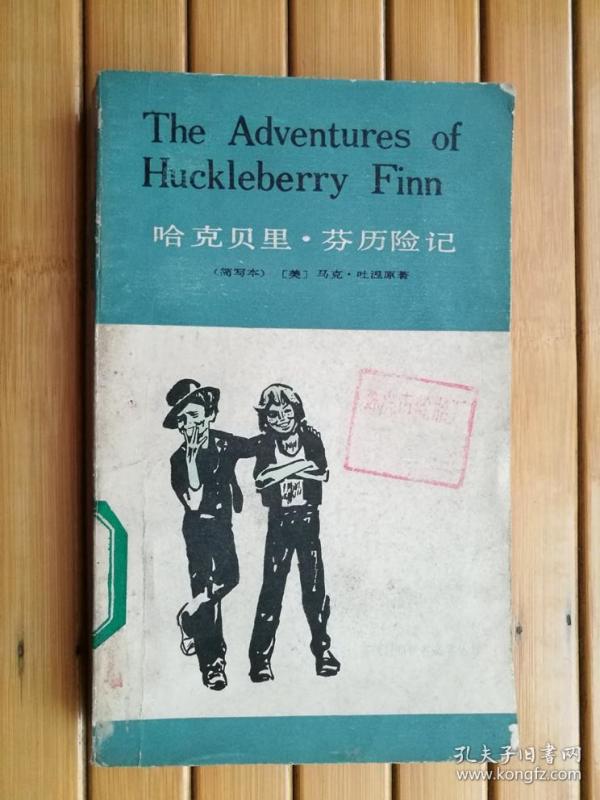 The Adventures of
Huckleberry Finn
哈克贝里·芬历险记
（简写本） [美] 马克·吐温原著
孔夫子旧书网
www.kongfz.com